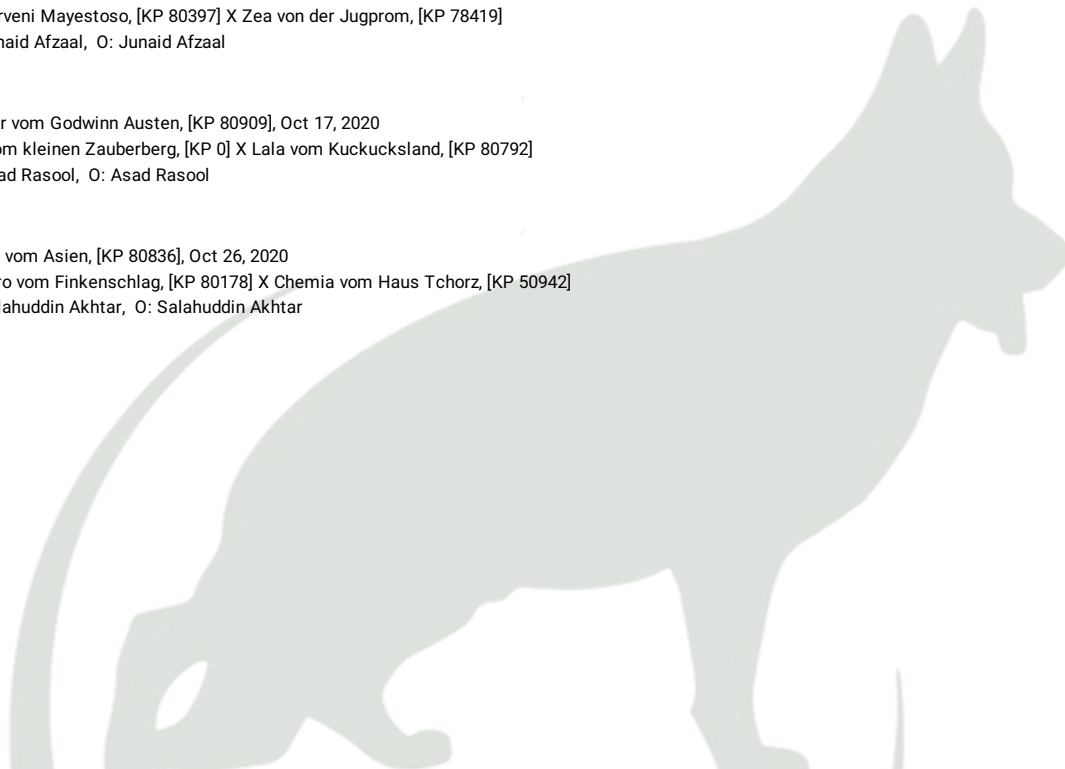 rveni Mayestoso, [KP 80397] X Zea von der Jugprom, [KP 78419]
naid Afzaal, O: Junaid Afzaal
r vom Godwinn Austen, [KP 80909], Oct 17, 2020
om kleinen Zauberberg, [KP 0] X Lala vom Kuckucksland, [KP 80792]
ad Rasool, O: Asad Rasool
vom Asien, [KP 80836], Oct 26, 2020
ro vom Finkenschlag, [KP 80178] X Chemia vom Haus Tchorz, [KP 50942]
lahuddin Akhtar, O: Salahuddin Akhtar